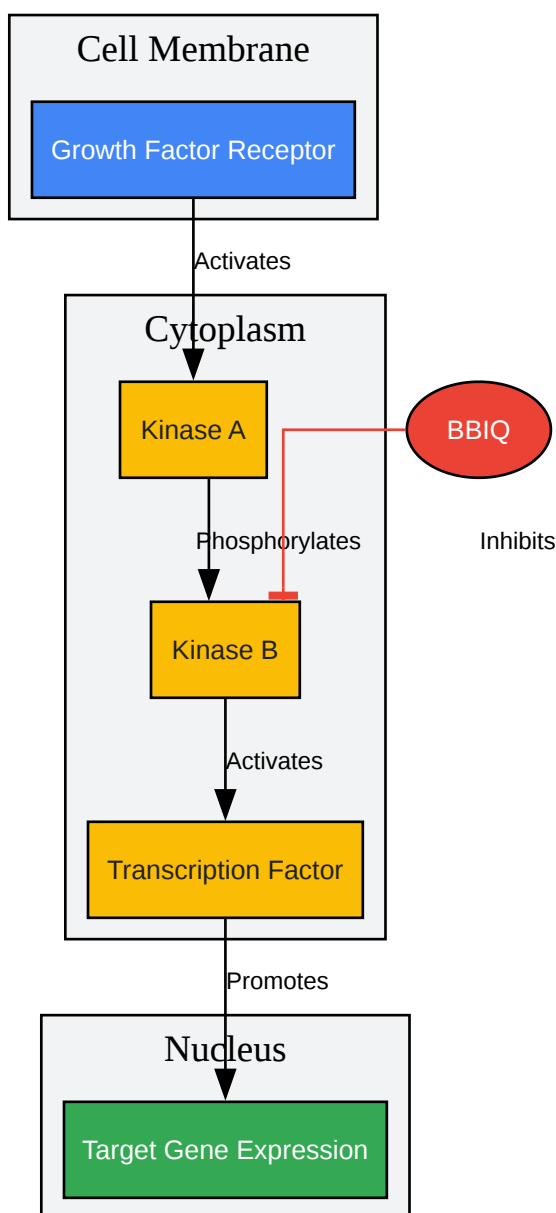 Cell Membrane
Growth Factor Receptor
Activates
Cytoplasm
Kinase A
BBIQ
Phosphorylates
Inhibits
Kinase B
Activates
Transcription Factor
Promotes
Nucleus
Target Gene Expression